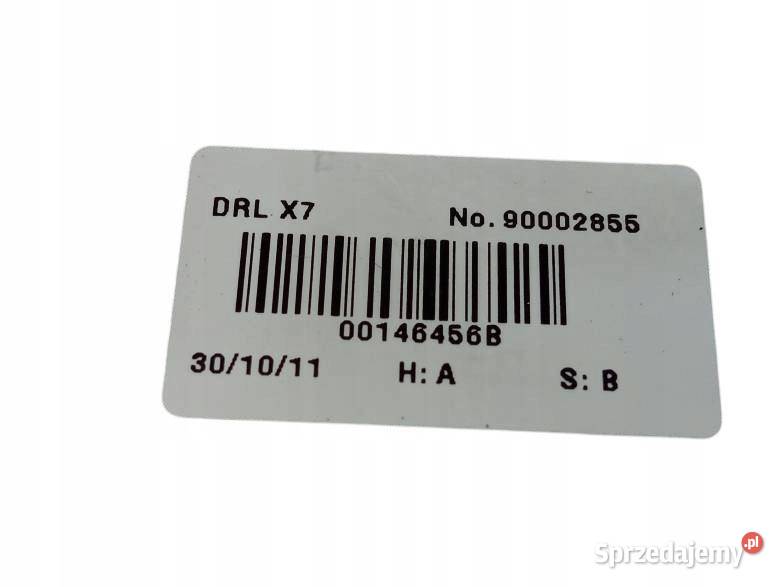 DRL X7 No. 90002855
00146456B
30/10/11 H: A S: B
Sprzedajemy.pl